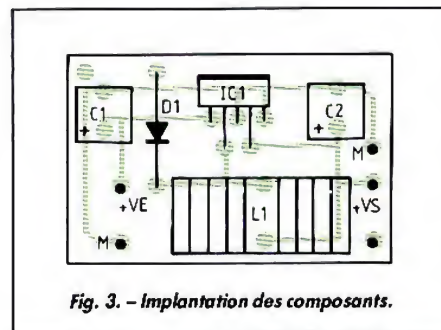 D1
IC1
C1
+
C2
+
M
+VE
L1
+VS
M
Fig. 3. – Implantation des composants.